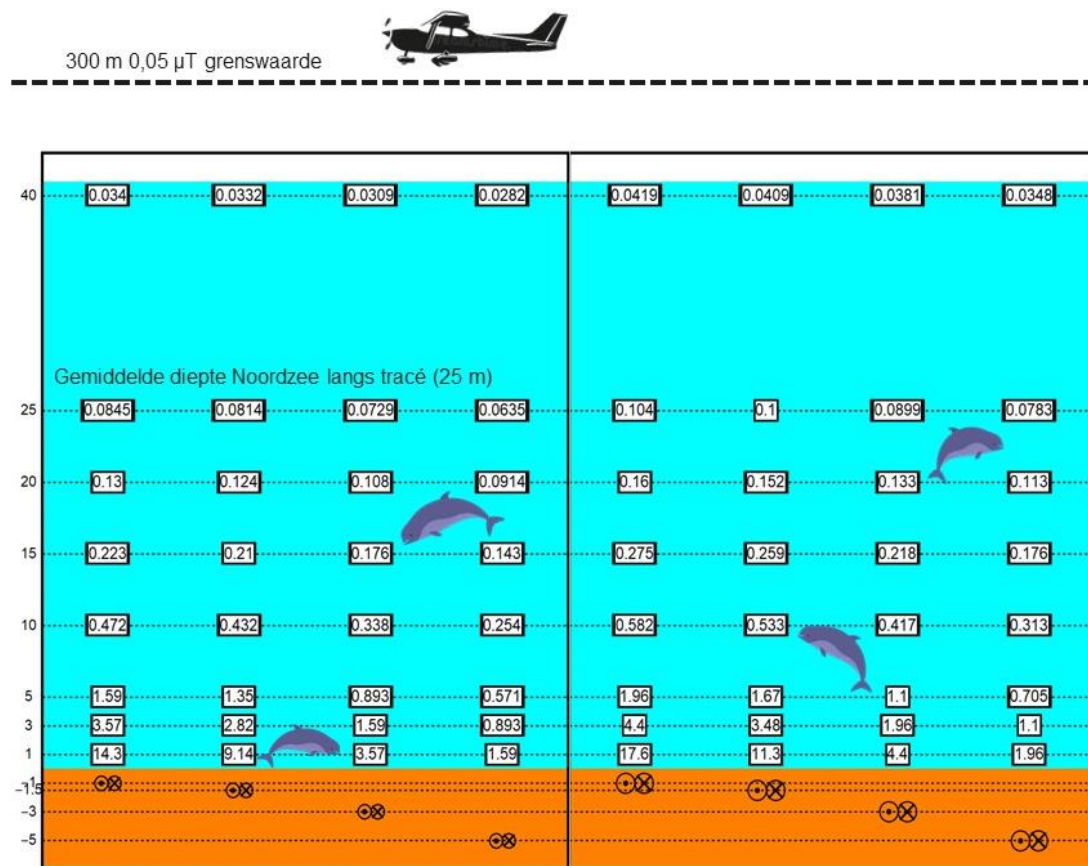 300 m 0,05 µT grenswaarde
40 0.034 0.0332 0.0309 0.0282 0.0419 0.0409 0.0381 0.0348
Gemiddelde diepte Noordzee langs tracé (25 m)
25 0.0845 0.0814 0.0729 0.0635 0.104 0.1 0.0899 0.0783
20 0.13 0.124 0.108 0.0914 0.16 0.152 0.133 0.113
15 0.223 0.21 0.176 0.143 0.275 0.259 0.218 0.176
10 0.472 0.432 0.338 0.254 0.582 0.533 0.417 0.313
5 1.59 1.35 0.893 0.571 1.96 1.67 1.1 0.705
3 3.57 2.82 1.59 0.893 4.4 3.48 1.96 1.1
1 14.3 9.14 3.57 1.59 17.6 11.3 4.4 1.96
−1
−1.5
−3
−5